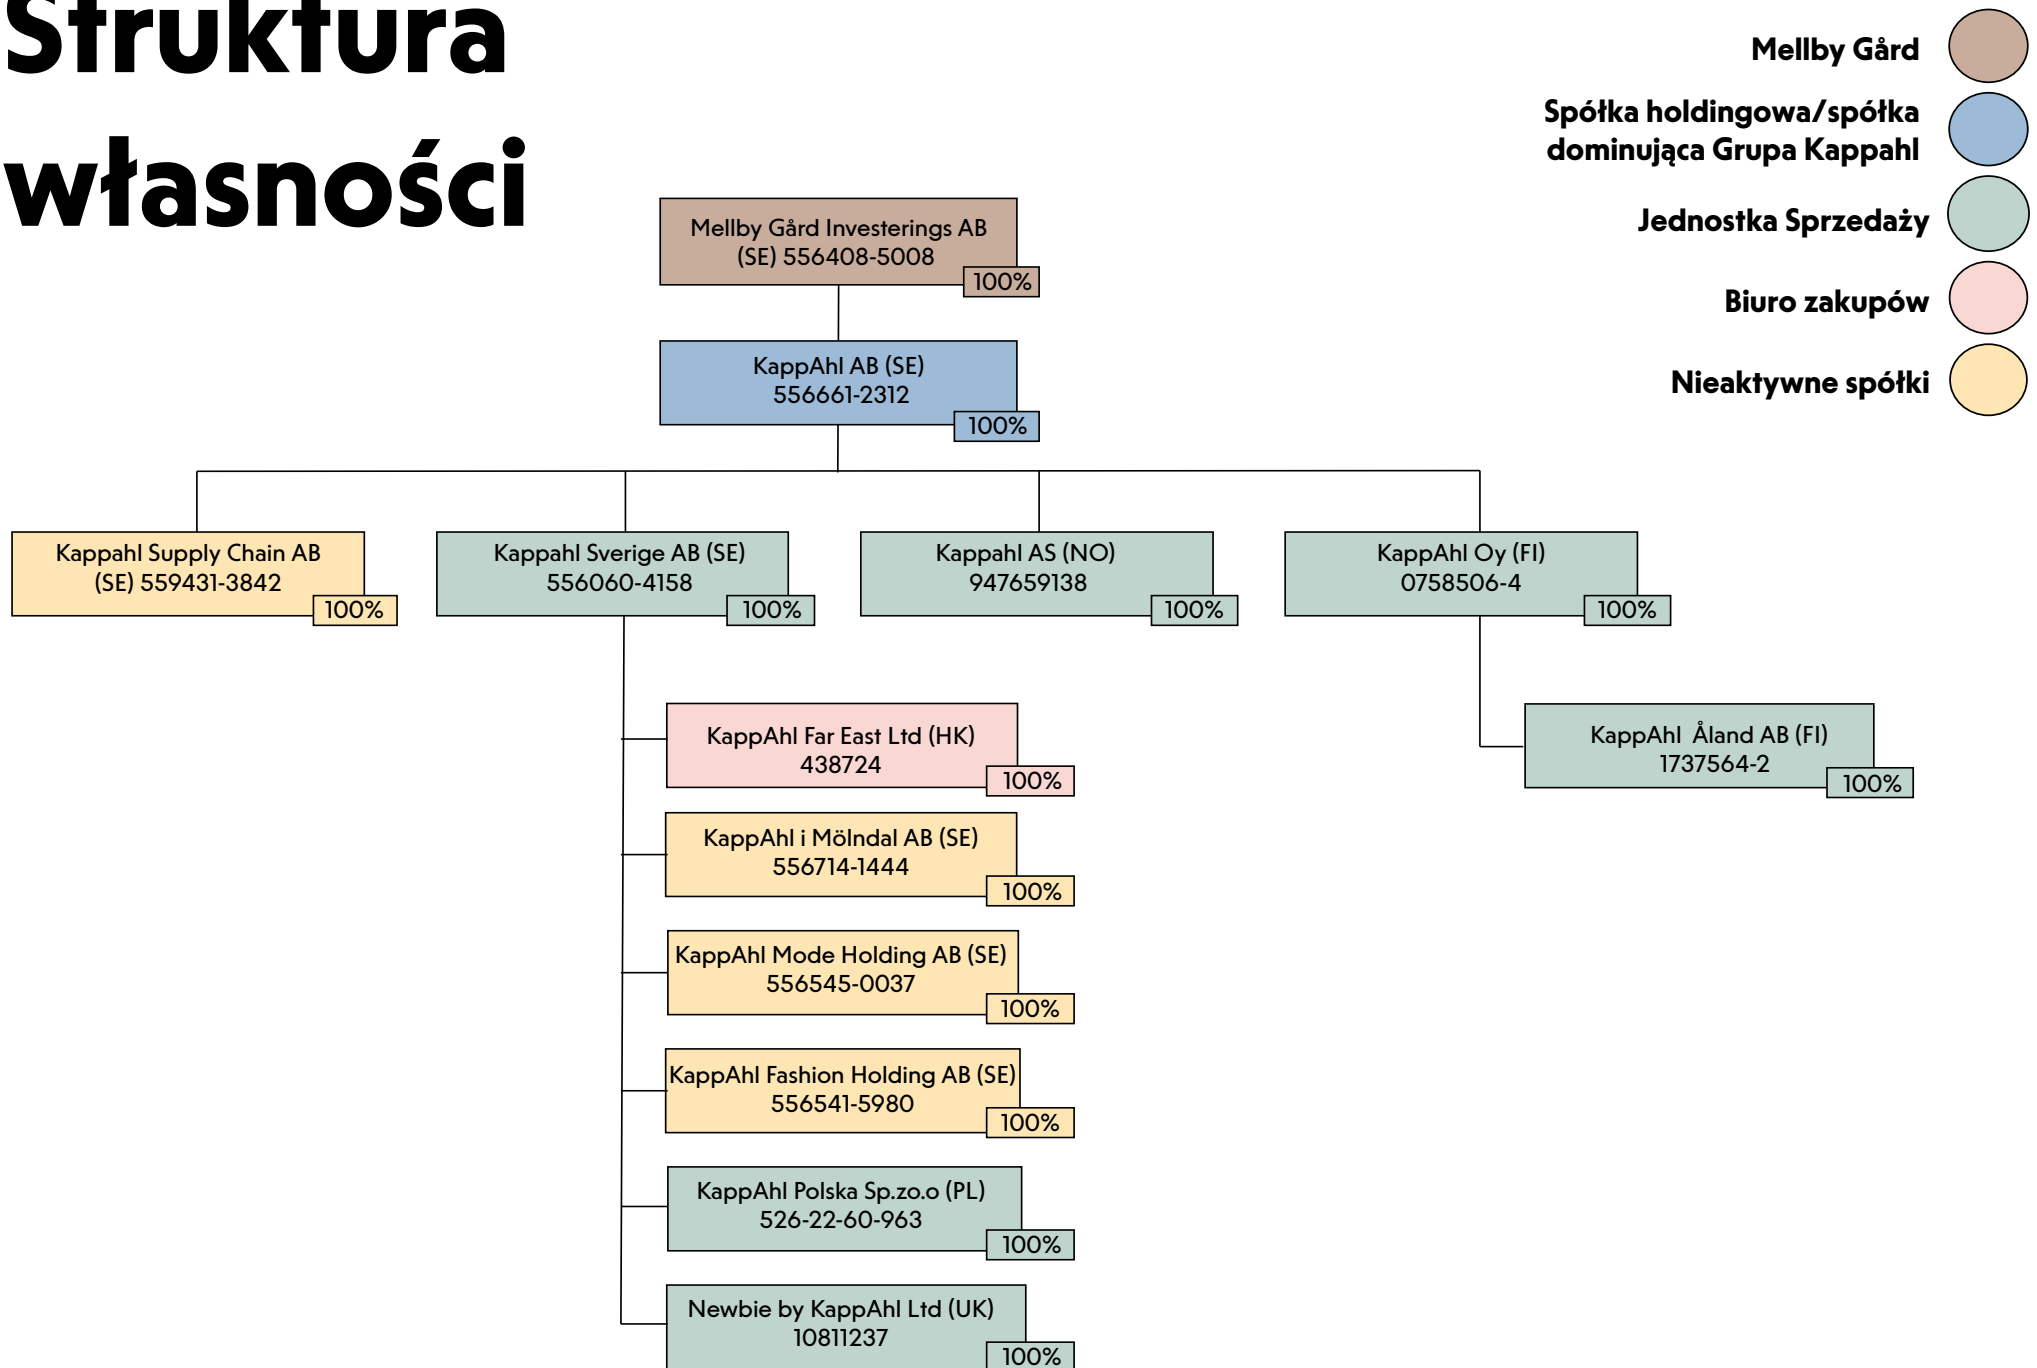 Struktura
własności
Mellby Gård
Spółka holdingowa/spółka
dominująca Grupa Kappahl
Jednostka Sprzedaży
Biuro zakupów
Nieaktywne spółki
Mellby Gård Investerings AB
(SE) 556408-5008
100%
KappAhl AB (SE)
556661-2312
100%
Kappahl Supply Chain AB
(SE) 559431-3842
100%
Kappahl Sverige AB (SE)
556060-4158
100%
Kappahl AS (NO)
947659138
100%
KappAhl Oy (FI)
0758506-4
100%
KappAhl Far East Ltd (HK)
438724
100%
KappAhl Åland AB (FI)
1737564-2
100%
KappAhl i Mölndal AB (SE)
556714-1444
100%
KappAhl Mode Holding AB (SE)
556545-0037
100%
KappAhl Fashion Holding AB (SE)
556541-5980
100%
KappAhl Polska Sp.zo.o (PL)
526-22-60-963
100%
Newbie by KappAhl Ltd (UK)
10811237
100%